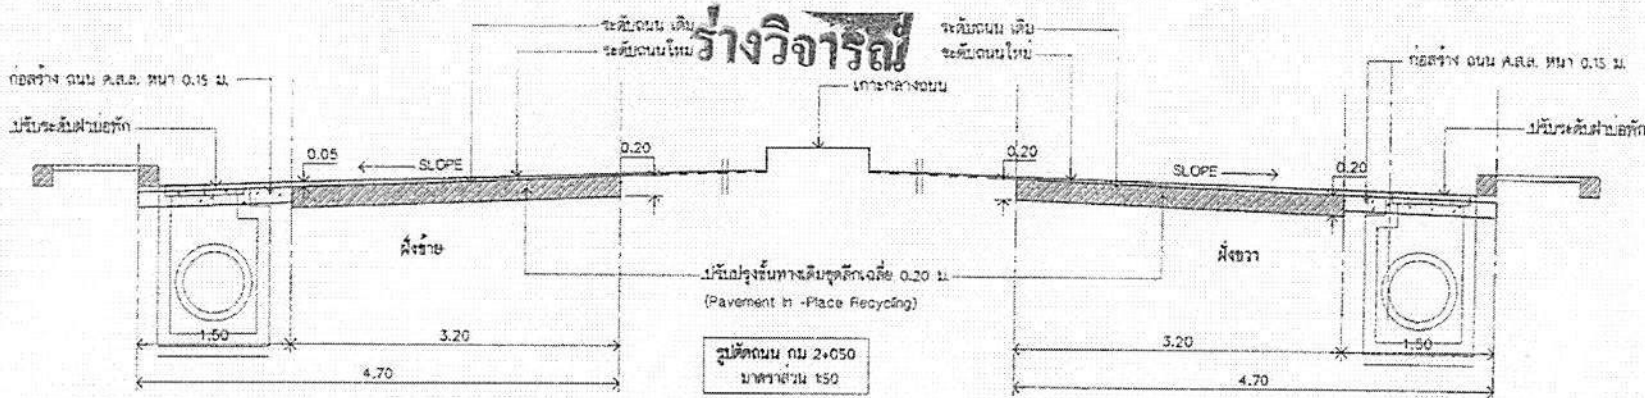 ร่างวิจารณ์
ระดับถนน เดิม
ระดับถนนใหม่
ระดับถนน เดิม
ระดับถนนใหม่
ก่อสร้าง ถนน ค.ส.ล. หนา 0.15 ม.
ก่อสร้าง ถนน ค.ส.ล. หนา 0.15 ม.
เกาะกลางถนน
ปรับระดับฝาบ่อพัก
ปรับระดับฝาบ่อพัก
0.05
SLOPE
0.20
0.20
SLOPE
0.20
ฝั่งซ้าย
ฝั่งขวา
ปรับปรุงชั้นทางเดิมขุดลึกเฉลี่ย 0.20 ม.
(Pavement In -Place Recycling)
1.50
3.20
3.20
1.50
4.70
4.70
รูปตัดถนน กม 2+050
มาตราส่วน 1:50